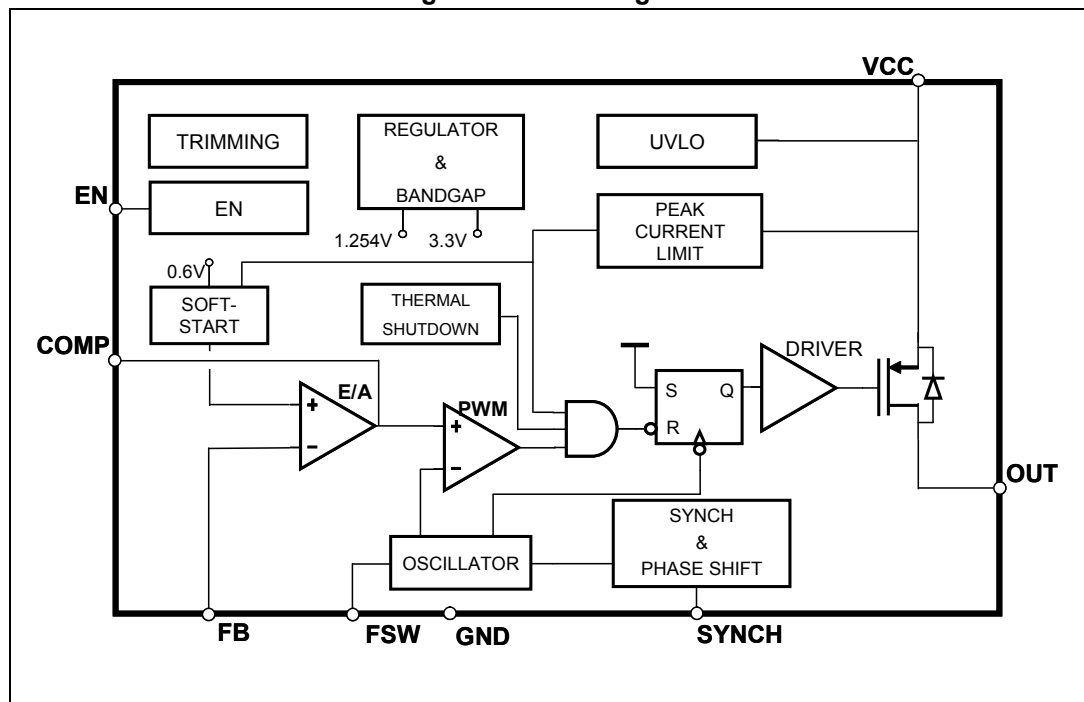 VCC
TRIMMING
REGULATOR
&
BANDGAP
UVLO
EN
EN
PEAK
CURRENT
LIMIT
1.254V
3.3V
0.6V
SOFT-
START
THERMAL
SHUTDOWN
COMP
DRIVER
E/A
PWM
S
Q
R
+
−
+
−
OUT
SYNCH
&
PHASE SHIFT
OSCILLATOR
FB
FSW
GND
SYNCH